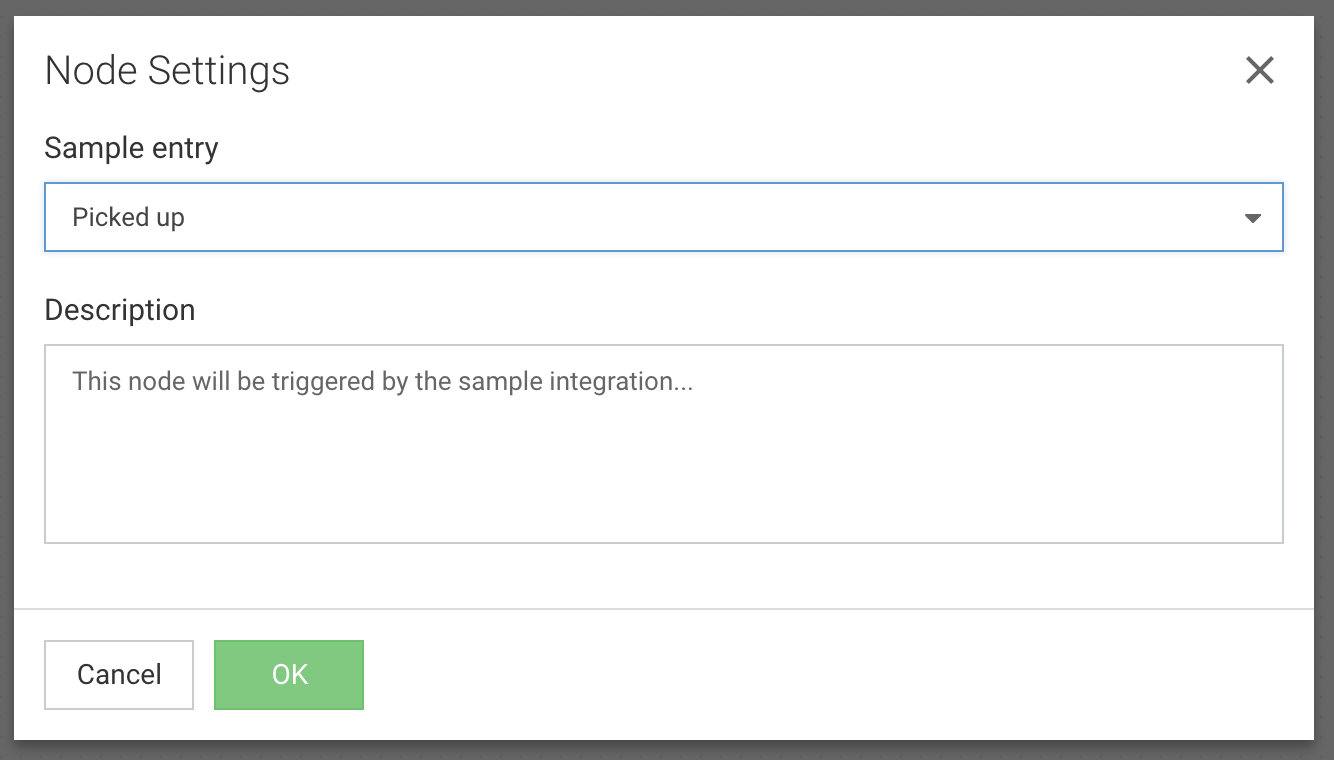 Node Settings
Sample entry
Picked up
Description
This node will be triggered by the sample integration...
Cancel
OK